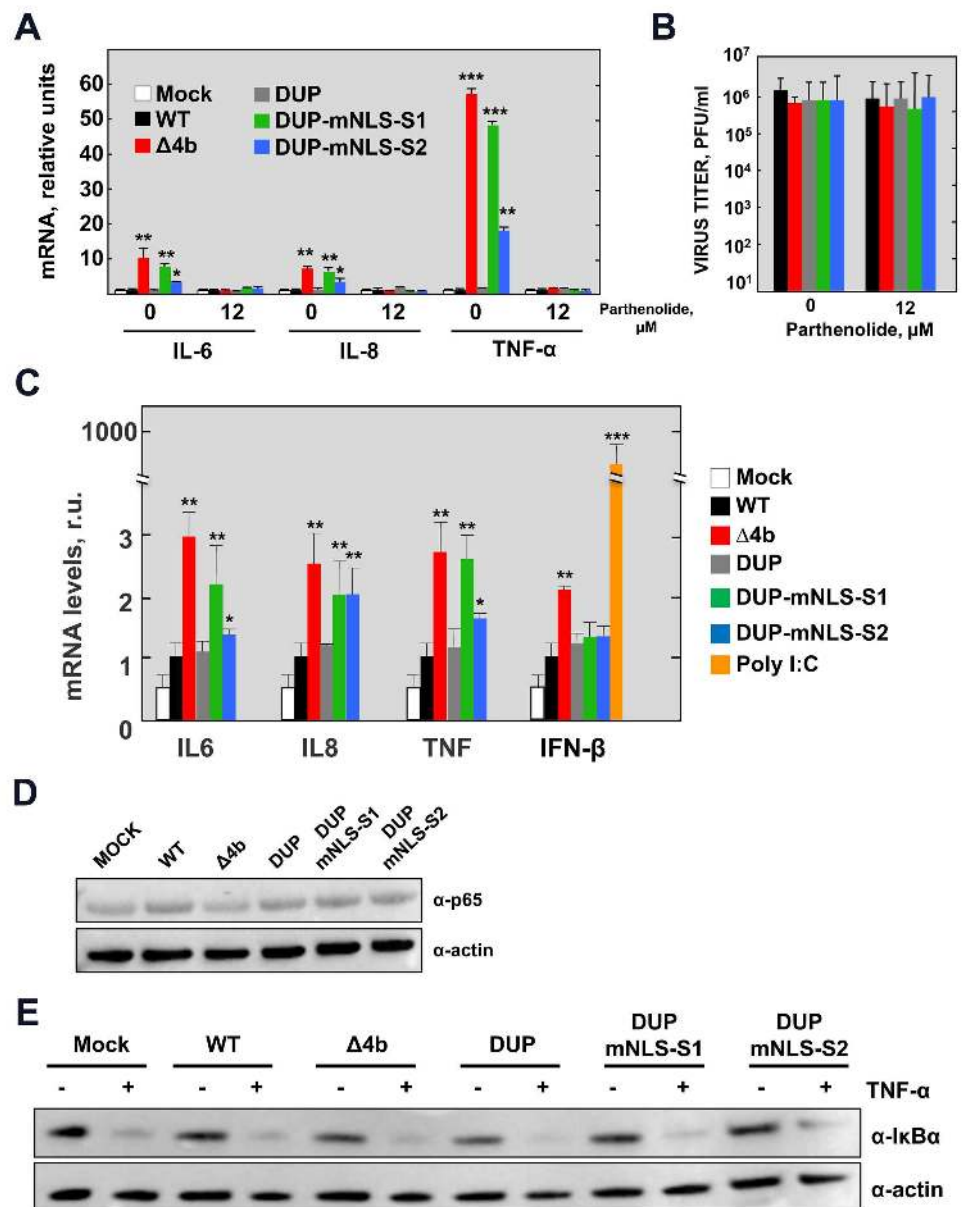 A
mRNA, relative units
60
50
40
30
20
10
Mock
WT
Δ4b
DUP
DUP-mNLS-S1
DUP-mNLS-S2
** ** * ** ** * *** *** **
0 12 0 12 0 12 Parthenolide, µM
IL-6 IL-8 TNF-α
B
VIRUS TITER, PFU/ml
10⁷
10⁶
10⁵
10⁴
10³
10²
10¹
0 12
Parthenolide, µM
C
mRNA levels, r.u.
1000
3
2
1
0
** ** * ** ** ** ** ** * ** ***
IL6 IL8 TNF IFN-β
Mock
WT
Δ4b
DUP
DUP-mNLS-S1
DUP-mNLS-S2
Poly I:C
D
MOCK WT Δ4b DUP DUP mNLS-S1 DUP mNLS-S2
α-p65
α-actin
E
Mock WT Δ4b DUP DUP mNLS-S1 DUP mNLS-S2
- + - + - + - + - + - + TNF-α
α-IκBα
α-actin